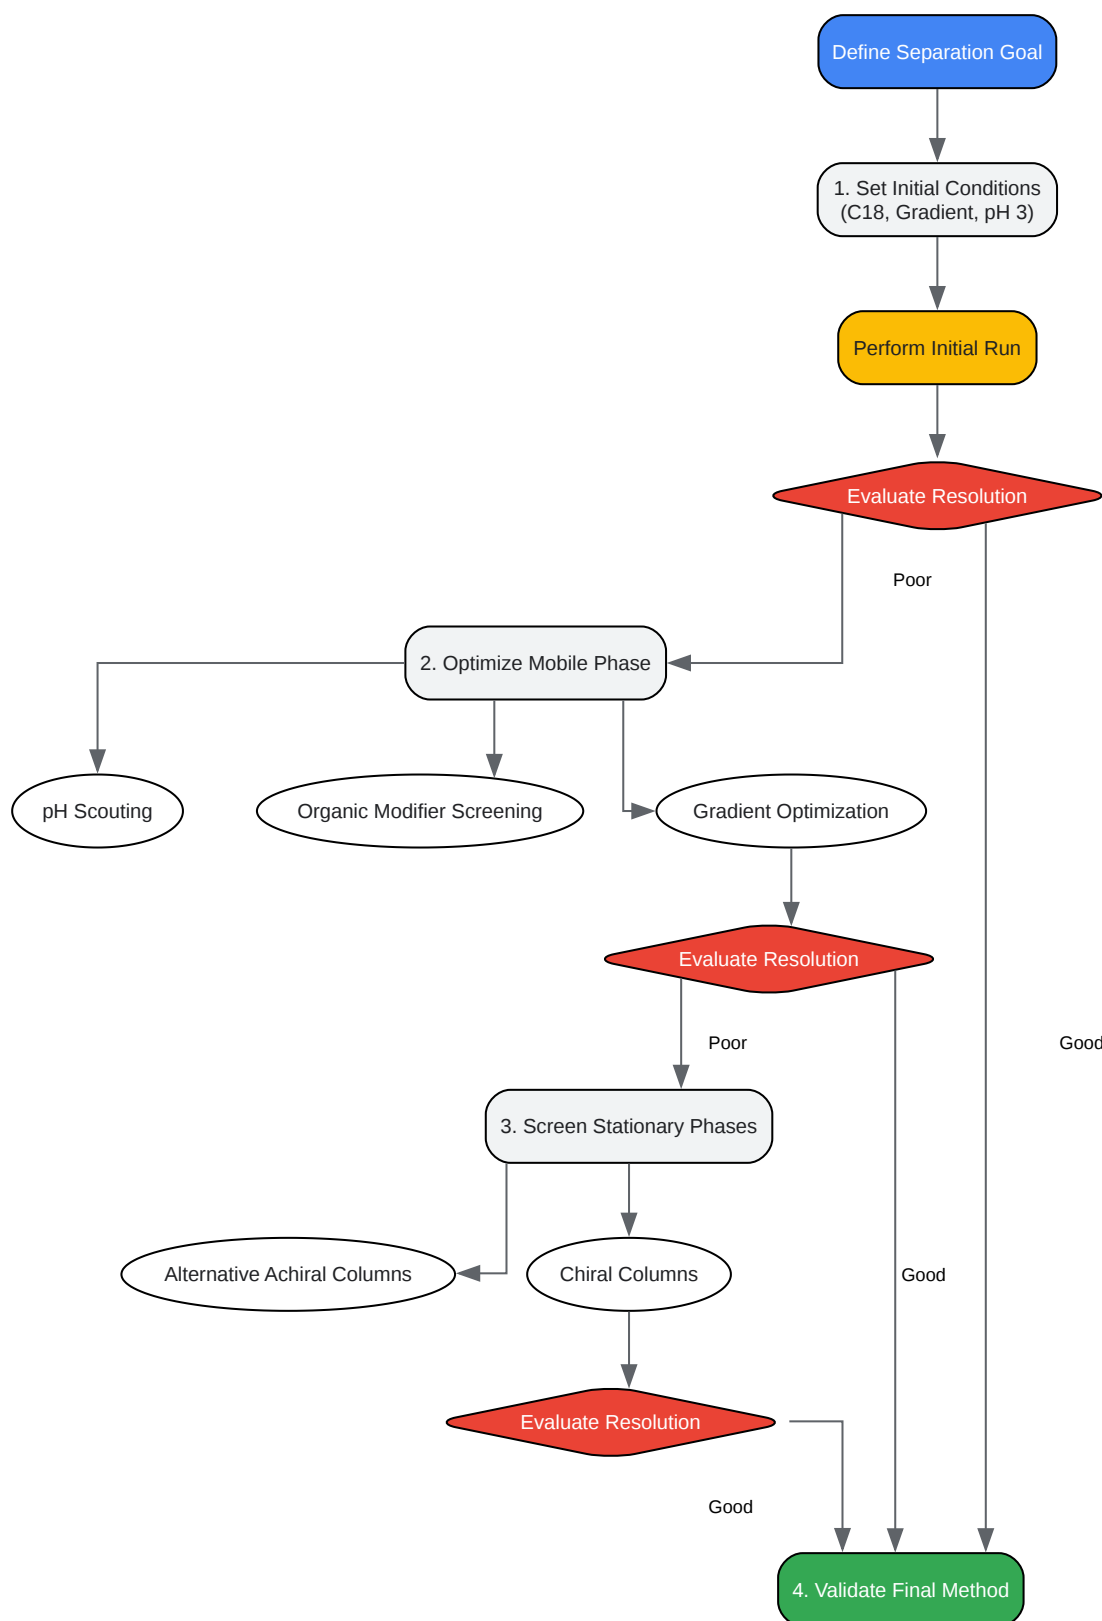 Define Separation Goal
1. Set Initial Conditions
(C18, Gradient, pH 3)
Perform Initial Run
Evaluate Resolution
Poor
2. Optimize Mobile Phase
pH Scouting
Organic Modifier Screening
Gradient Optimization
Evaluate Resolution
Poor
Good
3. Screen Stationary Phases
Alternative Achiral Columns
Chiral Columns
Good
Evaluate Resolution
Good
4. Validate Final Method